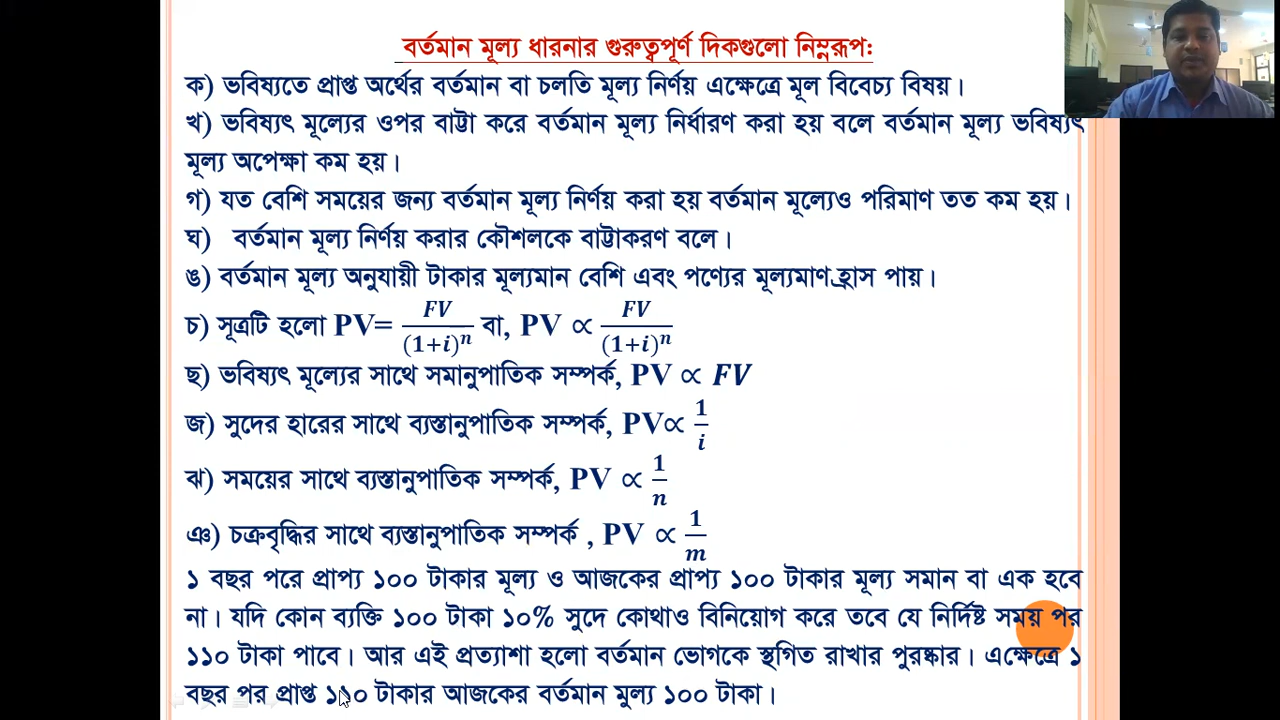 বর্তমান মূল্য ধারনার গুরুত্বপূর্ণ দিকগুলো নিম্নরূপ:
ক) ভবিষ্যতে প্রাপ্ত অর্থের বর্তমান বা চলতি মূল্য নির্ণয় এক্ষেত্রে মূল বিবেচ্য বিষয়।
খ) ভবিষ্যৎ মূল্যের ওপর বাট্টা করে বর্তমান মূল্য নির্ধারণ করা হয় বলে বর্তমান মূল্য ভবিষ্যৎ
মূল্য অপেক্ষা কম হয়।
গ) যত বেশি সময়ের জন্য বর্তমান মূল্য নির্ণয় করা হয় বর্তমান মূল্যেও পরিমাণ তত কম হয়।
ঘ) বর্তমান মূল্য নির্ণয় করার কৌশলকে বাট্টাকরণ বলে।
ঙ) বর্তমান মূল্য অনুযায়ী টাকার মূল্যমান বেশি এবং পণ্যের মূল্যমাণ হ্রাস পায়।
চ) সূত্রটি হলো PV= FV/(1+i)^n বা, PV ∝ FV/(1+i)^n
ছ) ভবিষ্যৎ মূল্যের সাথে সমানুপাতিক সম্পর্ক, PV ∝ FV
জ) সুদের হারের সাথে ব্যস্তানুপাতিক সম্পর্ক, PV∝ 1/i
ঝ) সময়ের সাথে ব্যস্তানুপাতিক সম্পর্ক, PV ∝ 1/n
ঞ) চক্রবৃদ্ধির সাথে ব্যস্তানুপাতিক সম্পর্ক , PV ∝ 1/m
১ বছর পরে প্রাপ্য ১০০ টাকার মূল্য ও আজকের প্রাপ্য ১০০ টাকার মূল্য সমান বা এক হবে
না। যদি কোন ব্যক্তি ১০০ টাকা ১০% সুদে কোথাও বিনিয়োগ করে তবে যে নির্দিষ্ট সময় পর
১১০ টাকা পাবে। আর এই প্রত্যাশা হলো বর্তমান ভোগকে স্থগিত রাখার পুরষ্কার। এক্ষেত্রে ১
বছর পর প্রাপ্ত ১১০ টাকার আজকের বর্তমান মুল্য ১০০ টাকা।